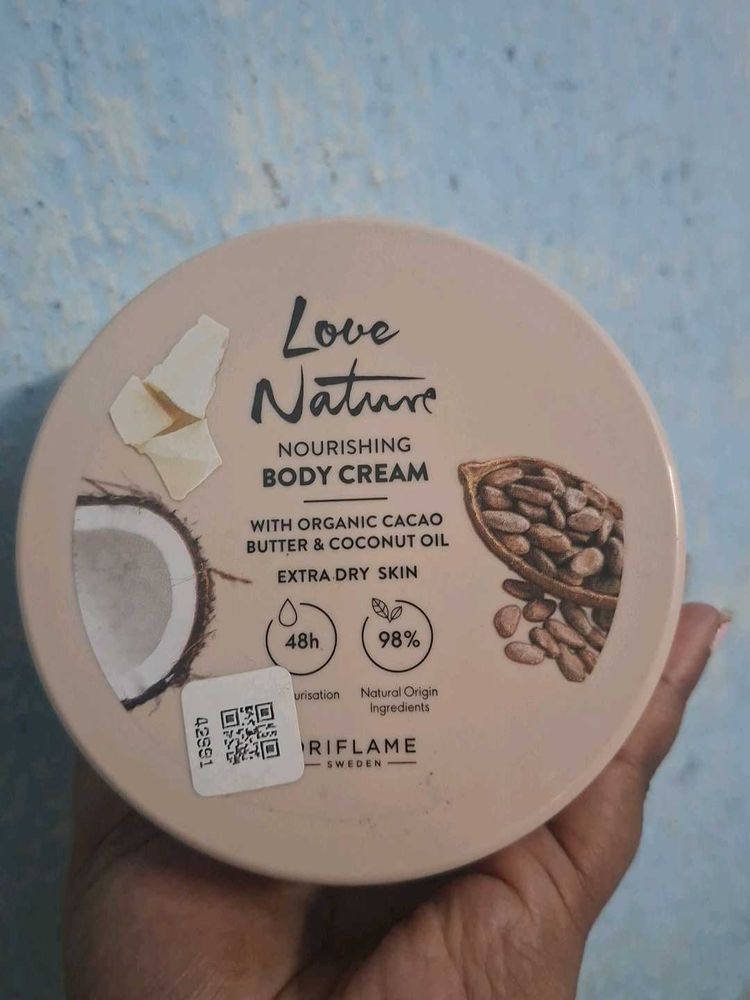 Love
Nature
NOURISHING
BODY CREAM
WITH ORGANIC CACAO
BUTTER & COCONUT OIL
EXTRA DRY SKIN
48h
98%
Natural Origin
Ingredients
42991
SWEDEN